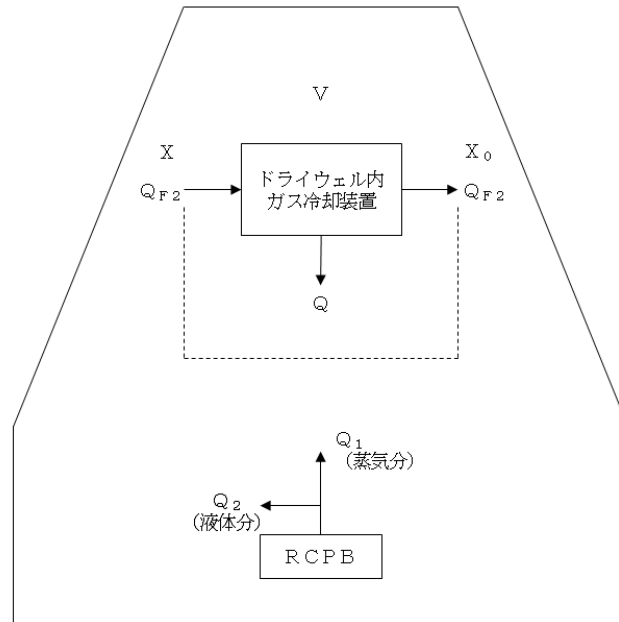 V
X
X₀
ドライウェル内
ガス冷却装置
Q_F2
Q_F2
Q
Q₁
(蒸気分)
Q₂
(液体分)
RCPB